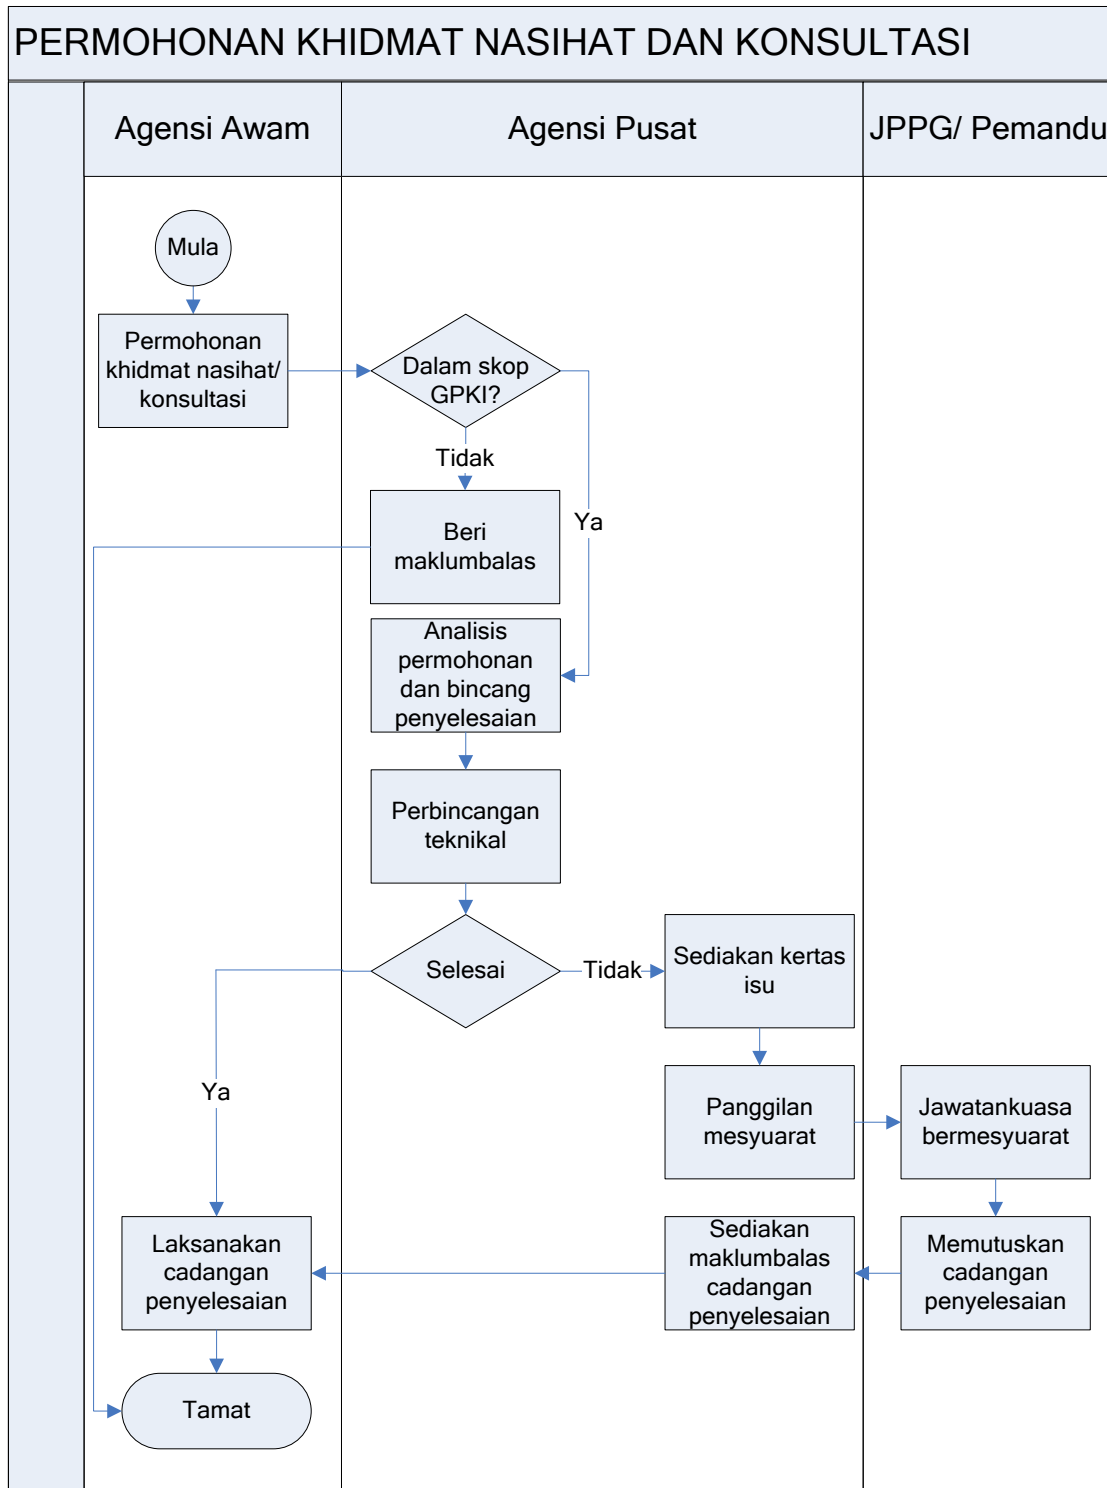 PERMOHONAN KHIDMAT NASIHAT DAN KONSULTASI
Agensi Awam
Agensi Pusat
JPPG/ Pemandu
Mula
Permohonan
khidmat nasihat/
konsultasi
Dalam skop
GPKI?
Tidak
Ya
Beri
maklumbalas
Analisis
permohonan
dan bincang
penyelesaian
Perbincangan
teknikal
Selesai
Tidak
Sediakan kertas
isu
Ya
Panggilan
mesyuarat
Jawatankuasa
bermesyuarat
Laksanakan
cadangan
penyelesaian
Sediakan
maklumbalas
cadangan
penyelesaian
Memutuskan
cadangan
penyelesaian
Tamat